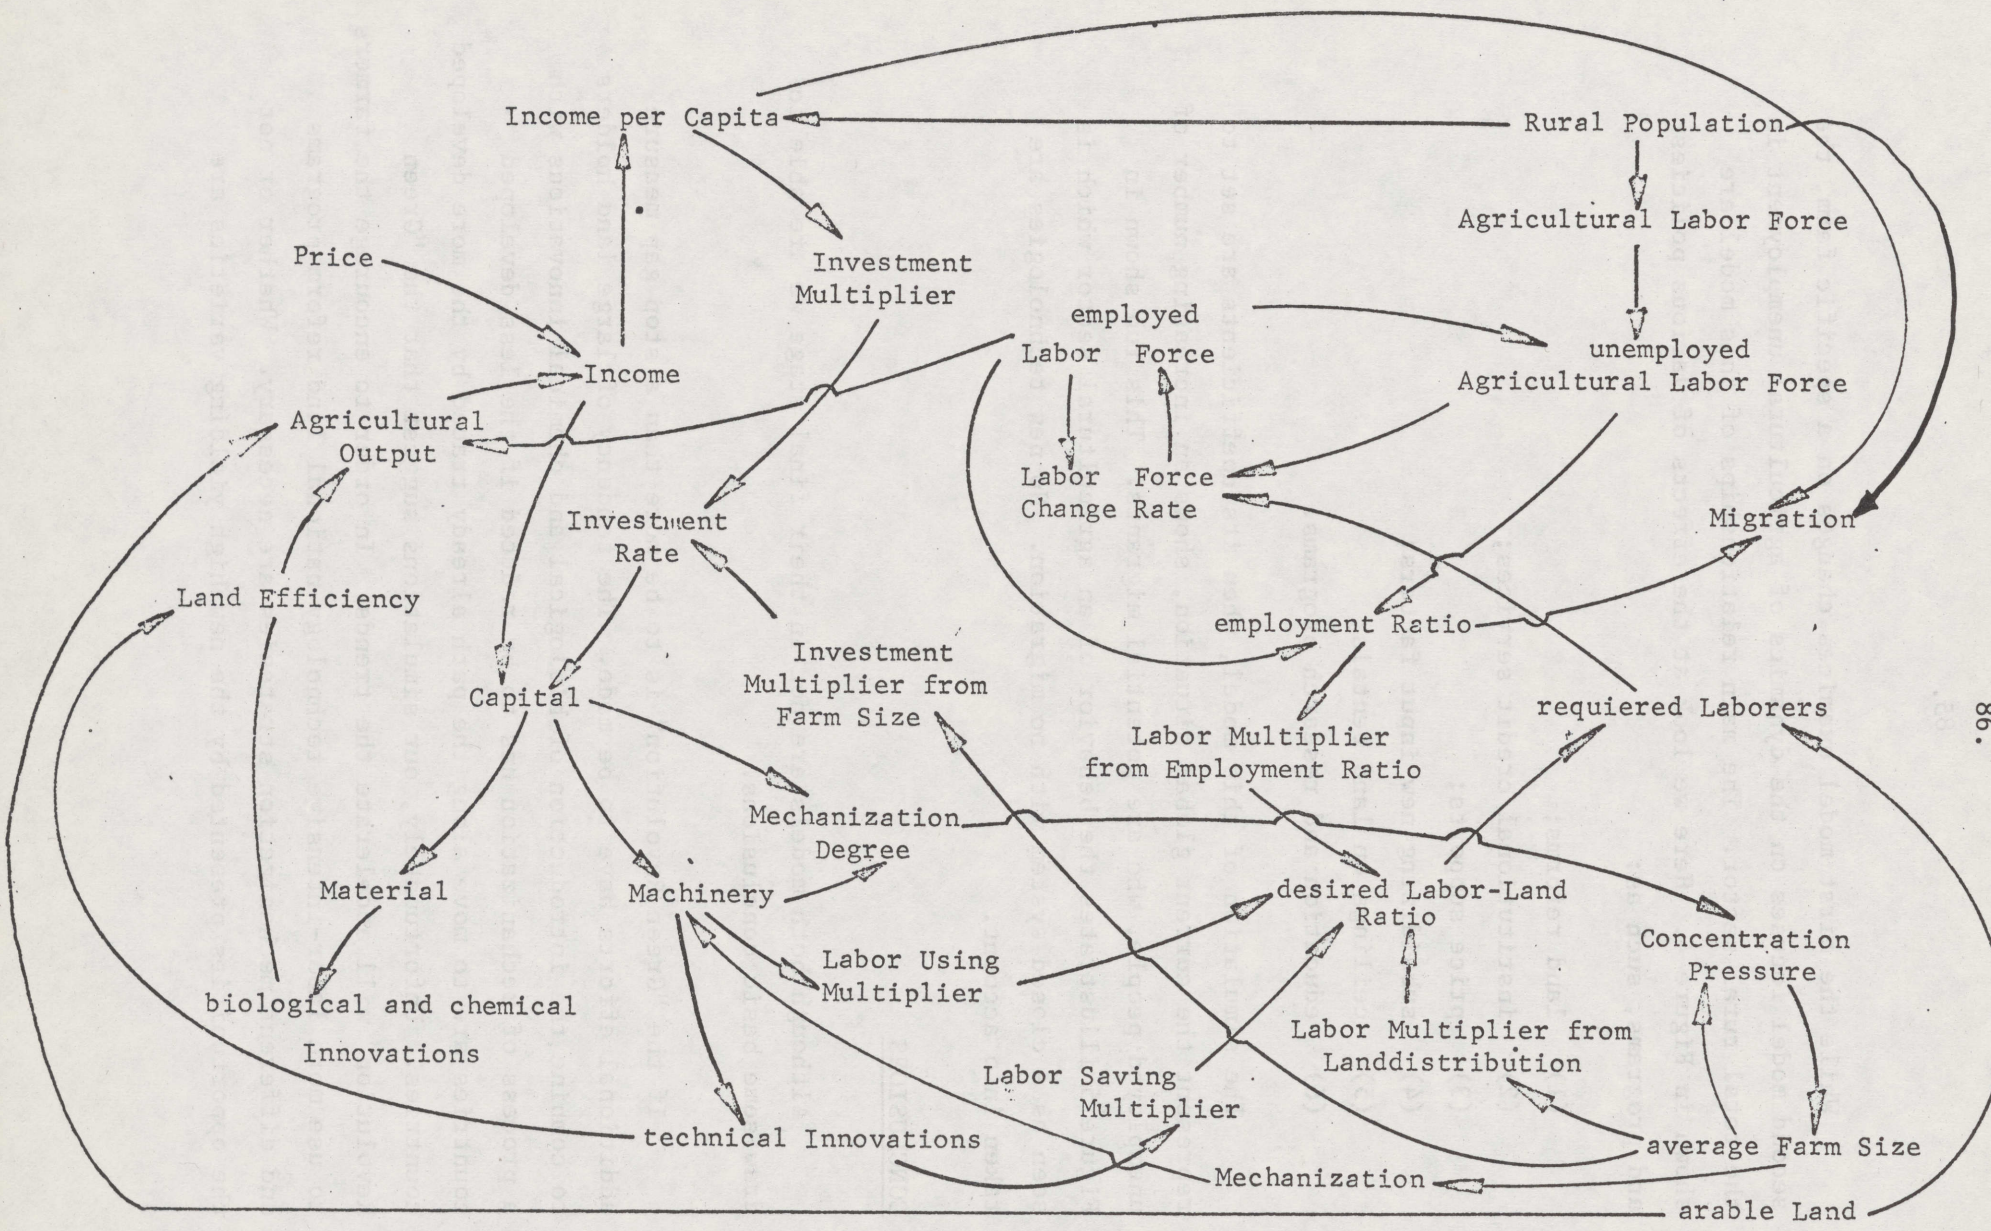 Income per Capita
Rural Population
Agricultural Labor Force
Price
Investment
Multiplier
employed
Labor Force
unemployed
Agricultural Labor Force
Income
Agricultural
Output
Labor Force
Change Rate
Investment
Rate
Migration
Land Efficiency
employment Ratio
Investment
Multiplier from
Farm Size
Capital
requiered Laborers
86.
Labor Multiplier
from Employment Ratio
Mechanization
Degree
Material
Machinery
desired Labor-Land
Ratio
Concentration
Pressure
Labor Using
Multiplier
biological and chemical
Innovations
Labor Multiplier from
Landdistribution
Labor Saving
Multiplier
technical Innovations
average Farm Size
Mechanization
arable Land